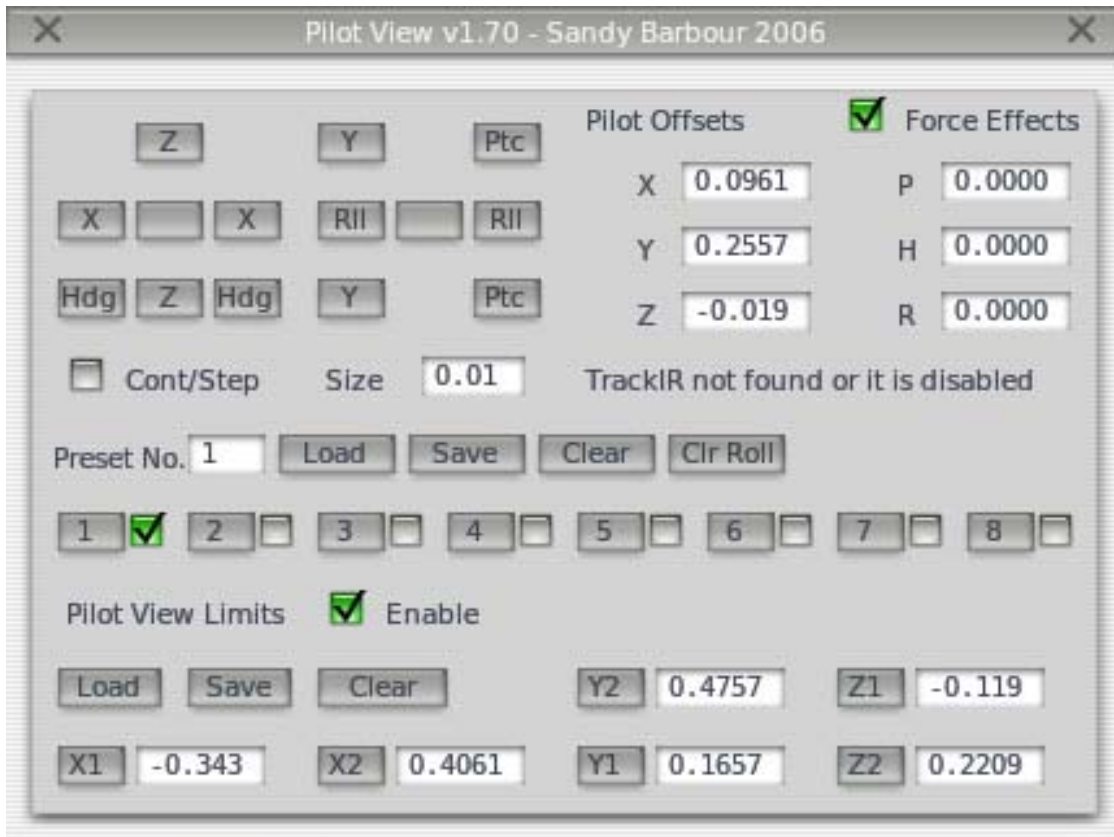 Pilot View v1.70 - Sandy Barbour 2006
Z Y Ptc Pilot Offsets Force Effects
X 0.0961 P 0.0000
X X Rll Rll
Y 0.2557 H 0.0000
Hdg Z Hdg Y Ptc
Z -0.019 R 0.0000
Cont/Step Size 0.01 TrackIR not found or it is disabled
Preset No. 1 Load Save Clear Clr Roll
1 2 3 4 5 6 7 8
Pilot View Limits Enable
Load Save Clear Y2 0.4757 Z1 -0.119
X1 -0.343 X2 0.4061 Y1 0.1657 Z2 0.2209